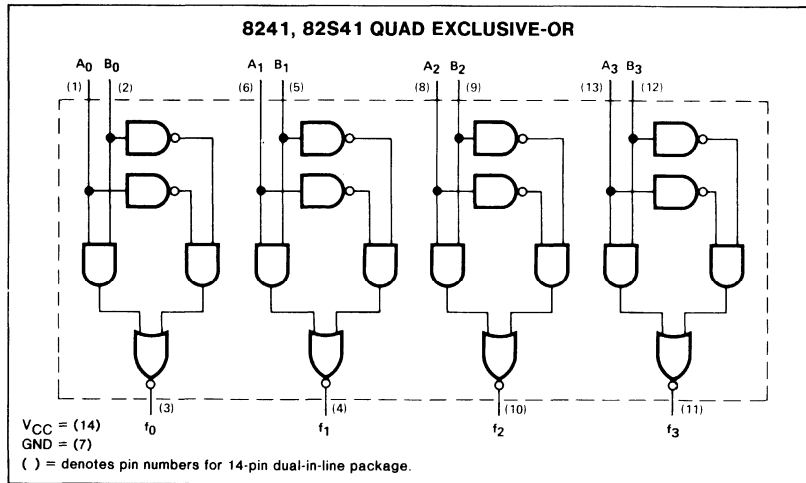 8241, 82S41 QUAD EXCLUSIVE-OR
A0 B0 A1 B1 A2 B2 A3 B3
(1) (2) (6) (5) (8) (9) (13) (12)
(3) (4) (10) (11)
f0 f1 f2 f3
VCC = (14)
GND = (7)
( ) = denotes pin numbers for 14-pin dual-in-line package.